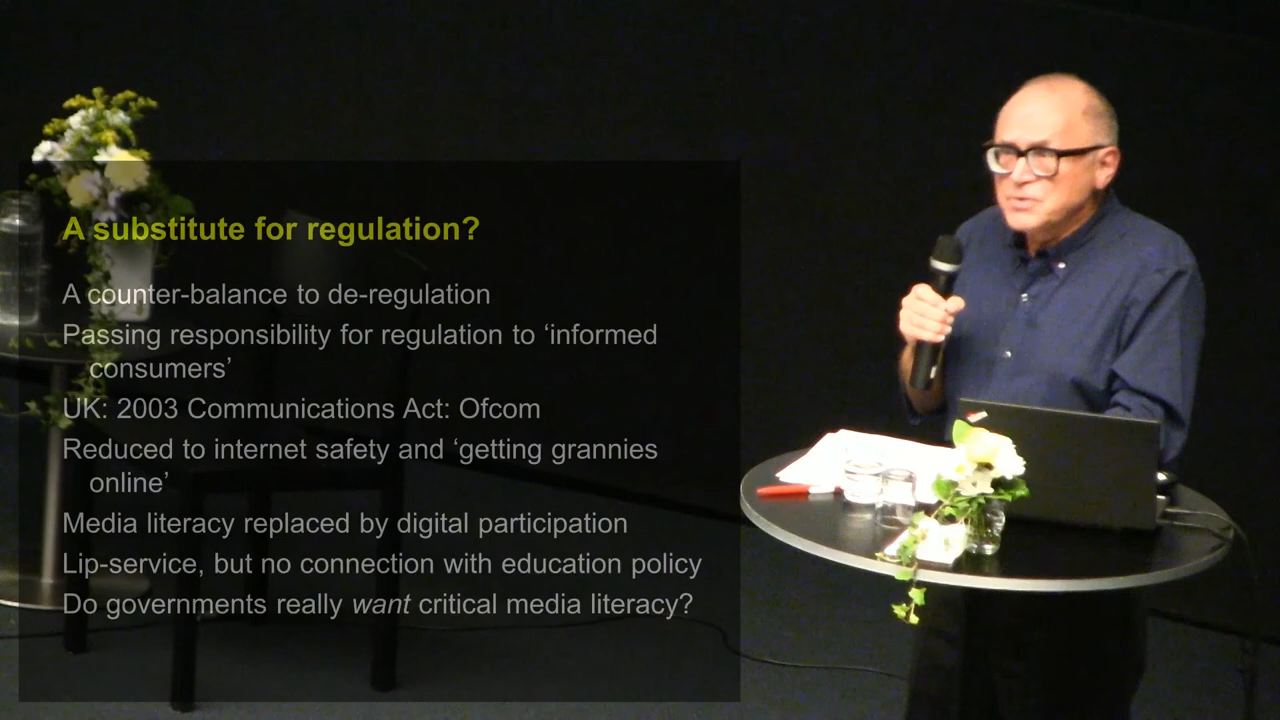 A substitute for regulation?
A counter-balance to de-regulation
Passing responsibility for regulation to ‘informed
consumers’
UK: 2003 Communications Act: Ofcom
Reduced to internet safety and ‘getting grannies
online’
Media literacy replaced by digital participation
Lip-service, but no connection with education policy
Do governments really want critical media literacy?